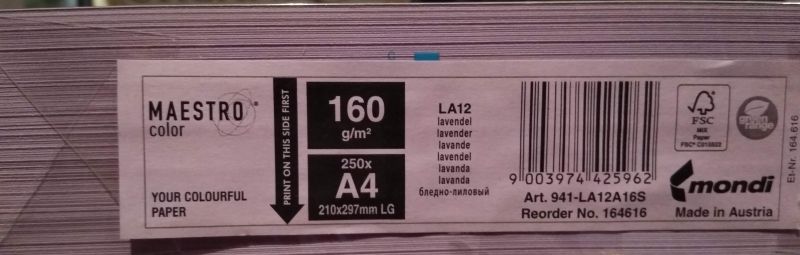 MAESTRO®
color
YOUR COLOURFUL
PAPER
PRINT ON THIS SIDE FIRST
160
g/m²
250x
A4
210x297mm LG
LA12
lavendel
lavender
lavande
lavendel
lavanda
lavanda
бледно-лиловый
9 003974 425962
Art. 941-LA12A16S
Reorder No. 164616
FSC
MIX
Paper
FSC® C015522
green
range
mondi
Made in Austria
Et-Nr. 164.616